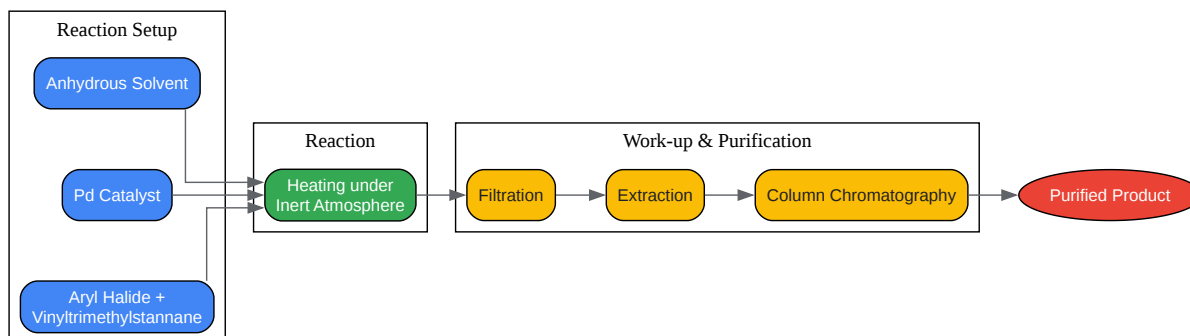 Reaction Setup
Anhydrous Solvent
Pd Catalyst
Aryl Halide +
Vinyltrimethylstannane
Reaction
Heating under
Inert Atmosphere
Work-up & Purification
Filtration
Extraction
Column Chromatography
Purified Product